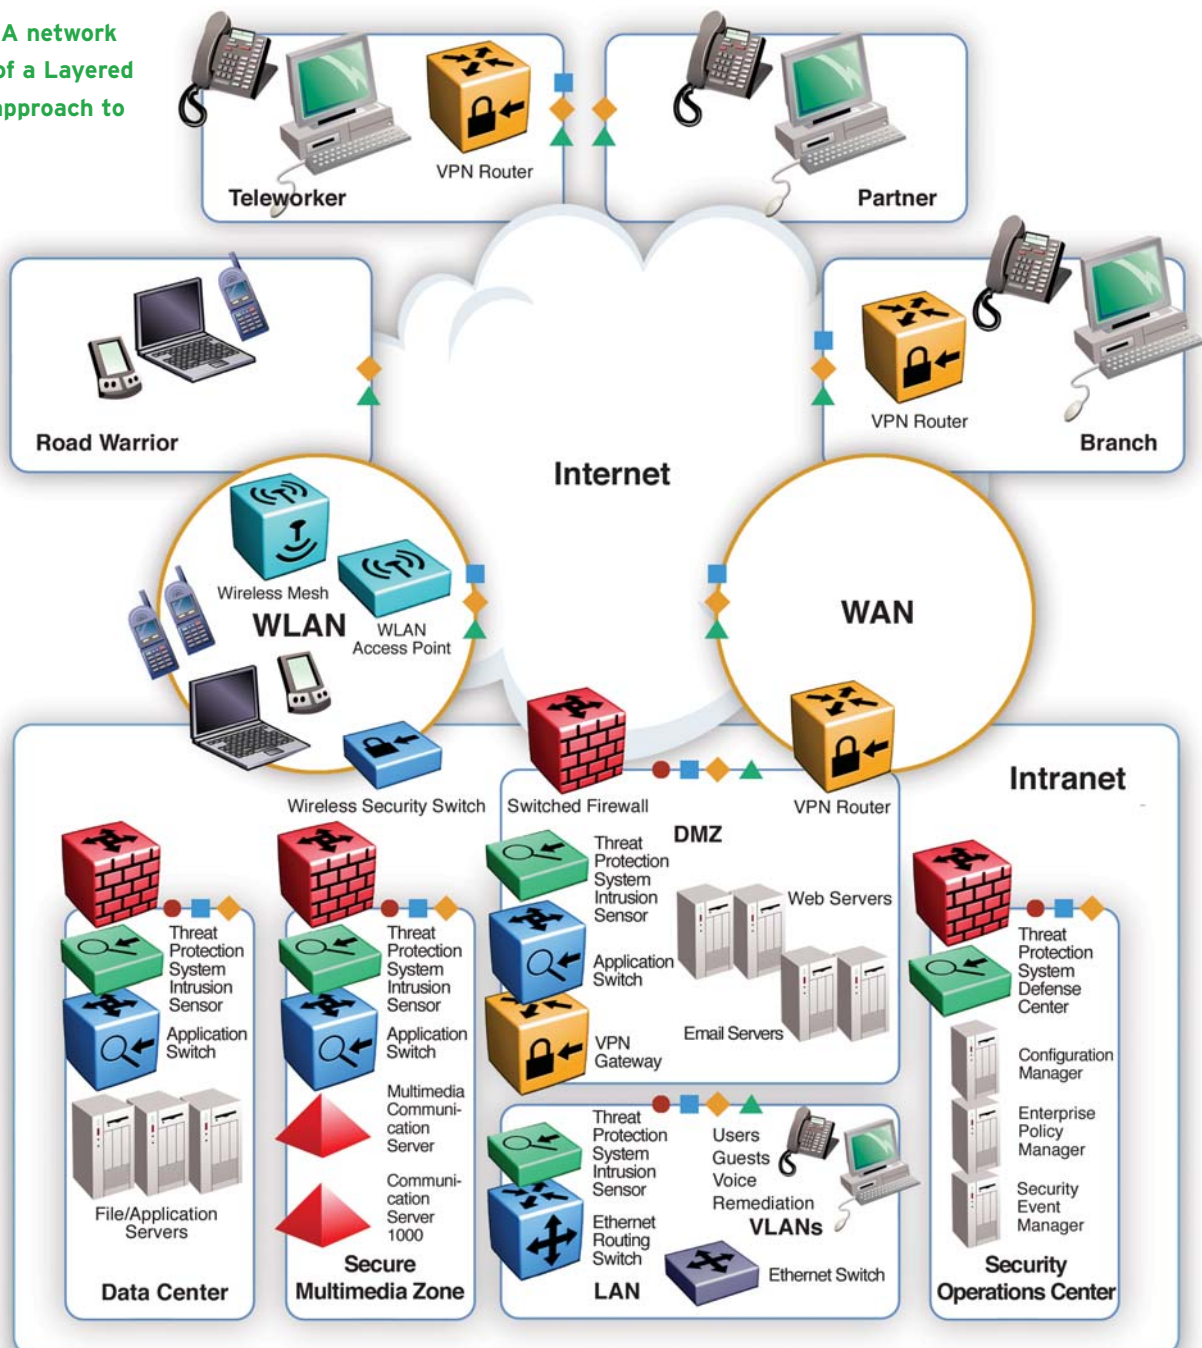 A network
of a Layered
approach to
VPN Router
Teleworker
Partner
Road Warrior
VPN Router
Branch
Internet
Wireless Mesh
WLAN
WLAN
Access Point
WAN
Wireless Security Switch
Switched Firewall
VPN Router
Intranet
DMZ
Threat
Protection
System
Intrusion
Sensor
Web Servers
Application
Switch
Email Servers
VPN
Gateway
Threat
Protection
System
Intrusion
Sensor
Application
Switch
File/Application
Servers
Data Center
Threat
Protection
System
Intrusion
Sensor
Application
Switch
Multimedia
Communi-
cation
Server
Communi-
cation
Server
1000
Secure
Multimedia Zone
Threat
Protection
System
Intrusion
Sensor
Users
Guests
Voice
Remediation
VLANs
Ethernet
Routing
Switch
Ethernet Switch
LAN
Threat
Protection
System
Defense
Center
Configuration
Manager
Enterprise
Policy
Manager
Security
Event
Manager
Security
Operations Center